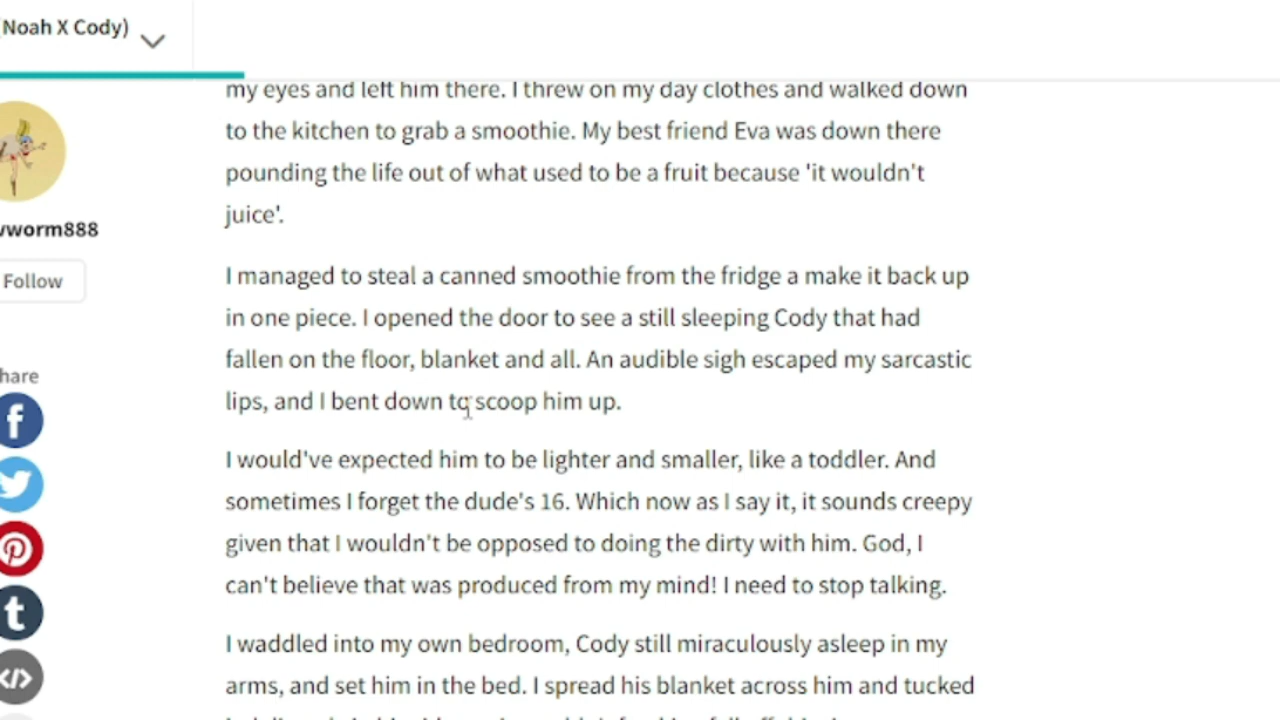 Noah X Cody)
my eyes and left him there. I threw on my day clothes and walked down
to the kitchen to grab a smoothie. My best friend Eva was down there
pounding the life out of what used to be a fruit because 'it wouldn't
juice'.
worm888
Follow
I managed to steal a canned smoothie from the fridge a make it back up
in one piece. I opened the door to see a still sleeping Cody that had
fallen on the floor, blanket and all. An audible sigh escaped my sarcastic
lips, and I bent down to scoop him up.
hare
I would've expected him to be lighter and smaller, like a toddler. And
sometimes I forget the dude's 16. Which now as I say it, it sounds creepy
given that I wouldn't be opposed to doing the dirty with him. God, I
can't believe that was produced from my mind! I need to stop talking.
I waddled into my own bedroom, Cody still miraculously asleep in my
arms, and set him in the bed. I spread his blanket across him and tucked